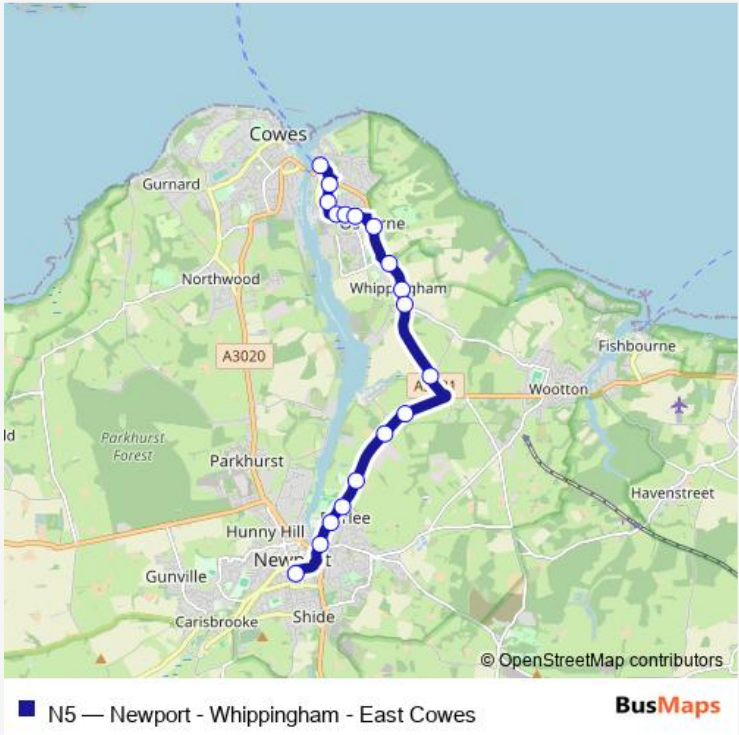 Cowes
Gurnard
Northwood
Whippingham
A3020
Fishbourne
Wootton
Parkhurst
Forest
Parkhurst
Havenstreet
Hunny Hill
Newport
Gunville
Carisbrooke
Shide
© OpenStreetMap contributors
N5 — Newport - Whippingham - East Cowes
BusMaps